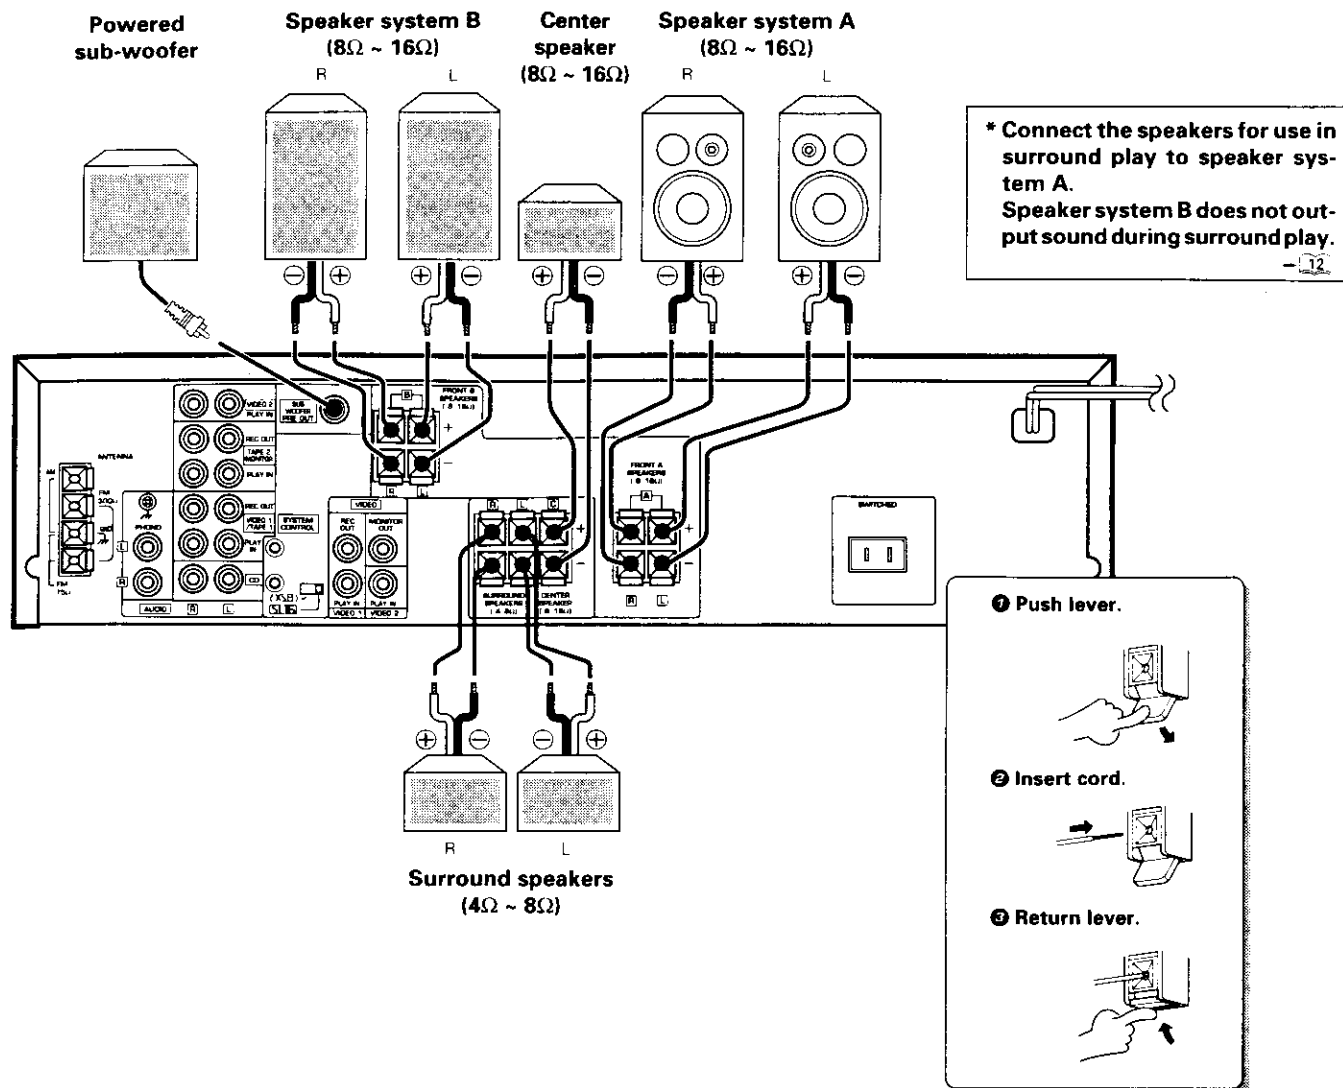 Powered
sub-woofer
Speaker system B
(8Ω ~ 16Ω)
R L
Center
speaker
(8Ω ~ 16Ω)
Speaker system A
(8Ω ~ 16Ω)
R L
* Connect the speakers for use in
surround play to speaker sys-
tem A.
Speaker system B does not out-
put sound during surround play.
– 12
⊖ ⊕ ⊕ ⊖ ⊕ ⊖ ⊖ ⊕ ⊕ ⊖
VIDEO 2
PLAY IN
REC OUT
TAPE 2
MONITOR
PLAY IN
REC OUT
VIDEO 1
/TAPE 1
PLAY
IN
CD
SUB
WOOFER
PRE OUT
B
FRONT B
SPEAKERS
+
–
R L
ANTENNA
AM
FM
GND
FM
75Ω
PHONO
L
R
AUDIO R L
SYSTEM
CONTROL
(XS8)
(SL16)
VIDEO
REC
OUT
MONITOR
OUT
PLAY IN
VIDEO 1
PLAY IN
VIDEO 2
R L C
+
–
SURROUND
SPEAKERS
CENTER
SPEAKER
FRONT A
SPEAKERS
A
+
–
R L
SWITCHED
⊕ ⊖ ⊖ ⊕
R L
Surround speakers
(4Ω ~ 8Ω)
❶ Push lever.
❷ Insert cord.
❸ Return lever.